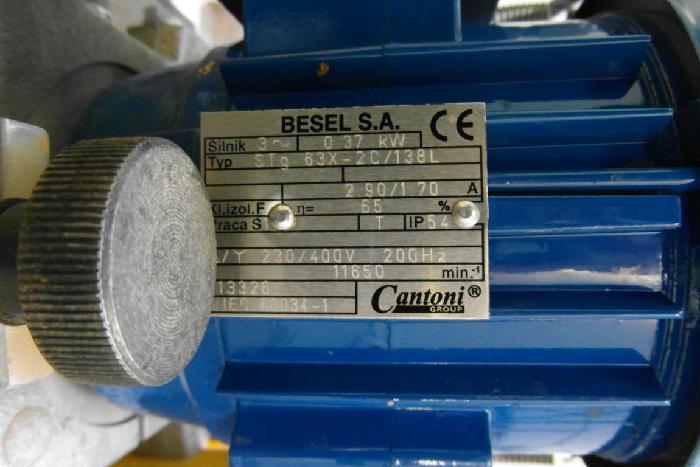 BESEL S.A. CE
Silnik 3~ 0.37 kW
Typ STg 63X-2C/138L
2.90/1.70 A
Kl.izol.F η= 65 %
Praca S T IP54
/Y 230/400V 200Hz
11650 min.⁻¹
13326
IEC 60034-1
Cantoni®
GROUP